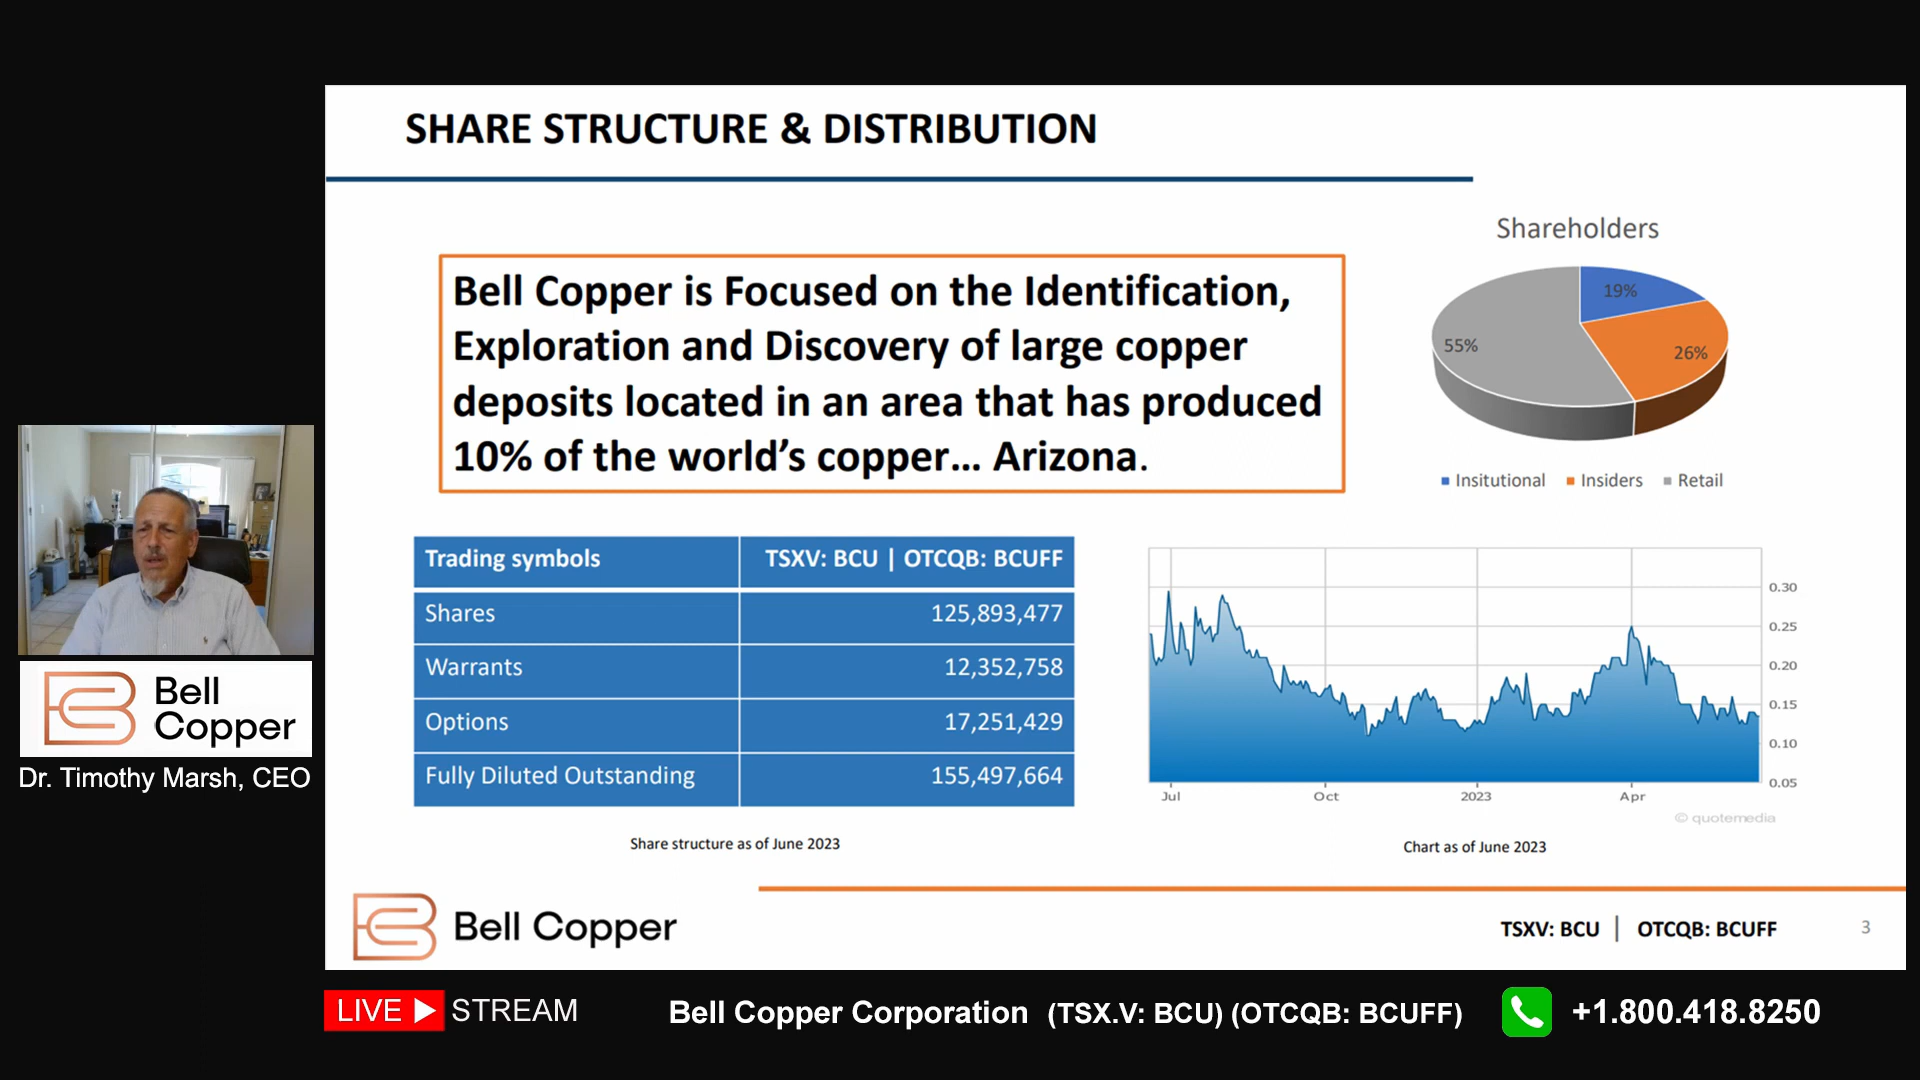 SHARE STRUCTURE & DISTRIBUTION
Bell Copper is Focused on the Identification,
Exploration and Discovery of large copper
deposits located in an area that has produced
10% of the world’s copper... Arizona.
Shareholders
19%
26%
55%
Insitutional
Insiders
Retail
Trading symbols TSXV: BCU | OTCQB: BCUFF
Shares 125,893,477
Warrants 12,352,758
Options 17,251,429
Fully Diluted Outstanding 155,497,664
Share structure as of June 2023
0.30
0.25
0.20
0.15
0.10
0.05
Jul Oct 2023 Apr
© quotemedia
Chart as of June 2023
Bell Copper
TSXV: BCU | OTCQB: BCUFF
3
Bell
Copper
Dr. Timothy Marsh, CEO
LIVE STREAM
Bell Copper Corporation (TSX.V: BCU) (OTCQB: BCUFF)
+1.800.418.8250